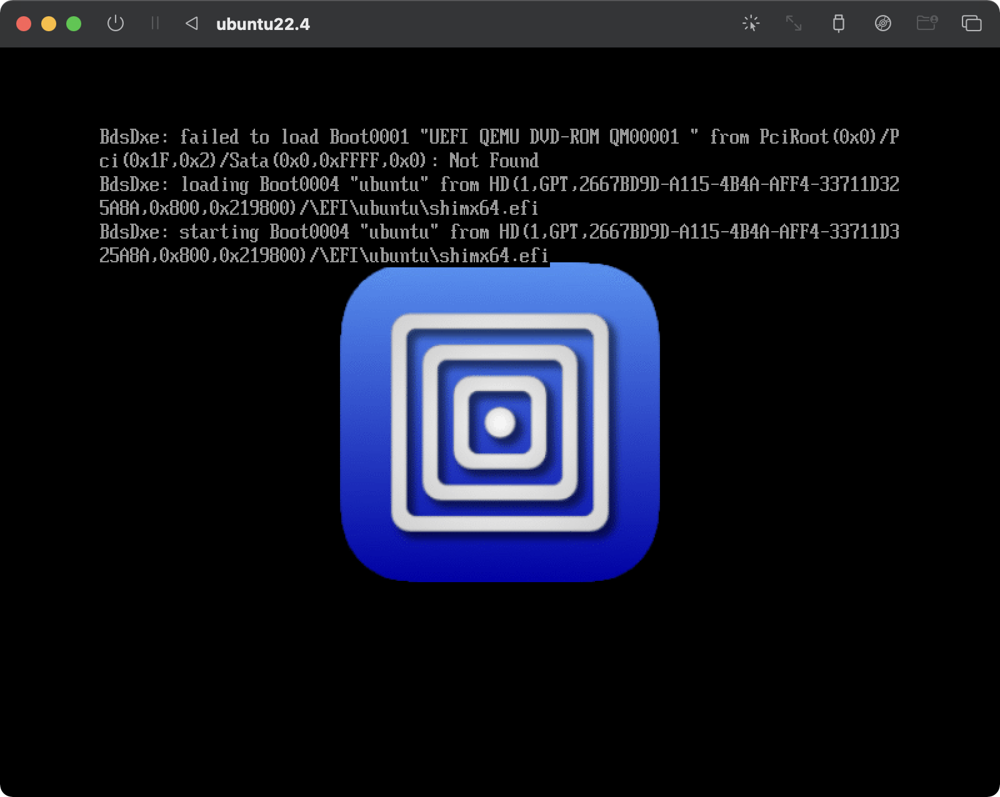 ubuntu22.4
BdsDxe: failed to load Boot0001 "UEFI QEMU DVD-ROM QM00001 " from PciRoot(0x0)/P
ci(0x1F,0x2)/Sata(0x0,0xFFFF,0x0): Not Found
BdsDxe: loading Boot0004 "ubuntu" from HD(1,GPT,2667BD9D-A115-4B4A-AFF4-33711D32
5A8A,0x800,0x219800)/\EFI\ubuntu\shimx64.efi
BdsDxe: starting Boot0004 "ubuntu" from HD(1,GPT,2667BD9D-A115-4B4A-AFF4-33711D3
25A8A,0x800,0x219800)/\EFI\ubuntu\shimx64.efi